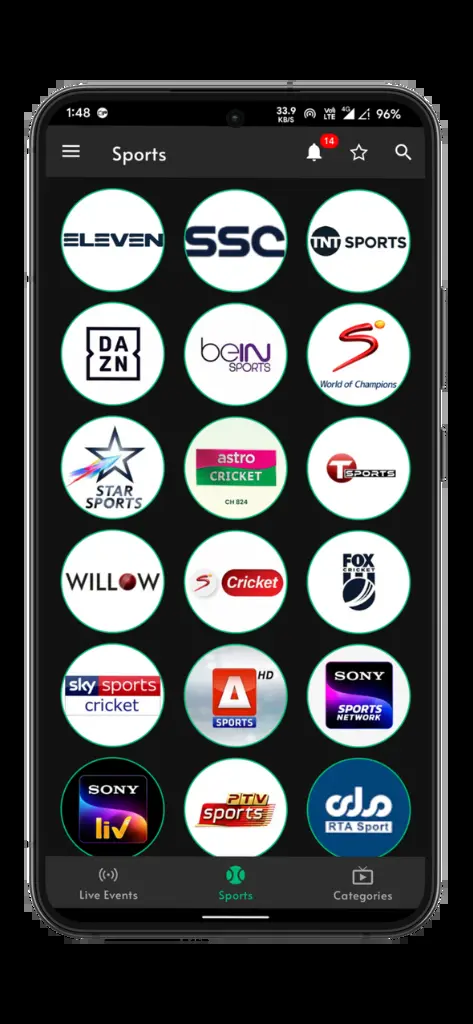 1:48 33.9 KB/S Vo)) LTE 4G 96%
Sports 14
ELEVEN
SSC
TNT SPORTS
DA
ZN
beIN
SPORTS
S
World of Champions
STAR
SPORTS
astro
CRICKET
CH 824
T SPORTS
WILLOW
S Cricket
FOX
CRICKET
sky sports
cricket
A HD
SPORTS
SONY
SPORTS
NETWORK
SONY
liv
PTV
sports
RTA Sport
Live Events Sports Categories